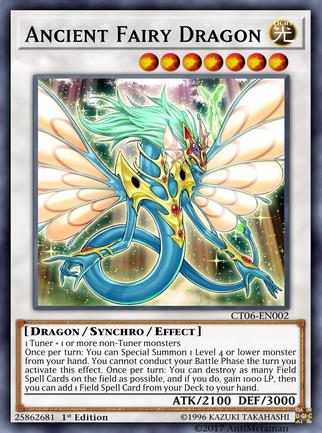 ANCIENT FAIRY DRAGON
LIGHT
光
CT06-EN002
[DRAGON / SYNCHRO / EFFECT]
1 Tuner + 1 or more non-Tuner monsters
Once per turn: You can Special Summon 1 Level 4 or lower monster
from your hand. You cannot conduct your Battle Phase the turn you
activate this effect. Once per turn: You can destroy as many Field
Spell Cards on the field as possible, and if you do, gain 1000 LP, then
you can add 1 Field Spell Card from your Deck to your hand.
ATK/2100 DEF/3000
25862681 1st Edition ©1996 KAZUKI TAKAHASHI
©2017 AntiMetaman